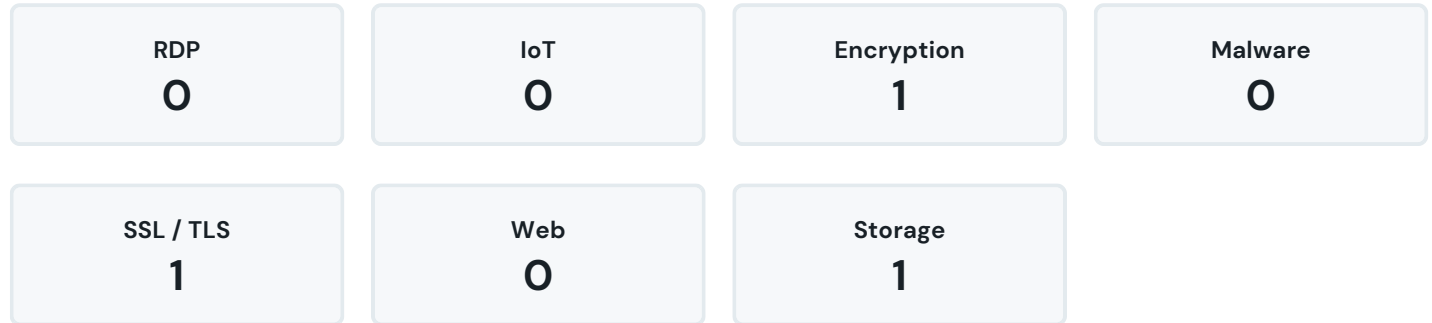 RDP
0
IoT
0
Encryption
1
Malware
0
SSL / TLS
1
Web
0
Storage
1